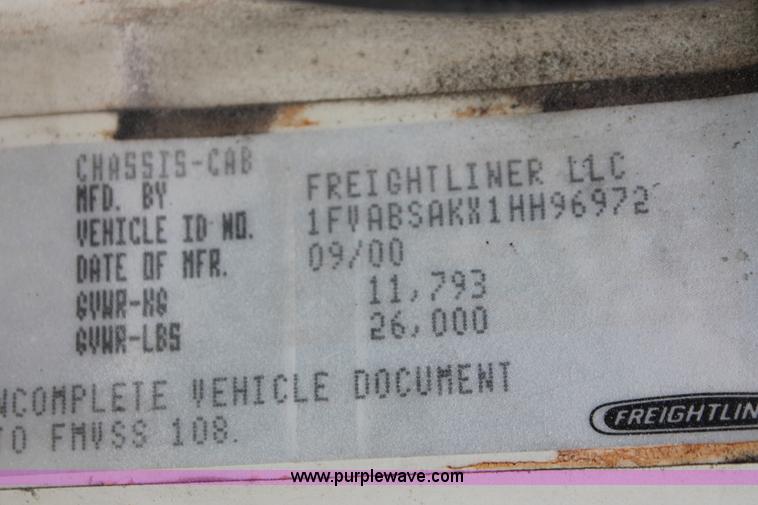 CHASSIS-CAB
MFD. BY FREIGHTLINER LLC
VEHICLE ID NO. 1FVABSAKX1HH96972
DATE OF MFR. 09/00
GVWR-KG 11,793
GVWR-LBS 26,000
NCOMPLETE VEHICLE DOCUMENT
TO FMVSS 108.
FREIGHTLIN
www.purplewave.com